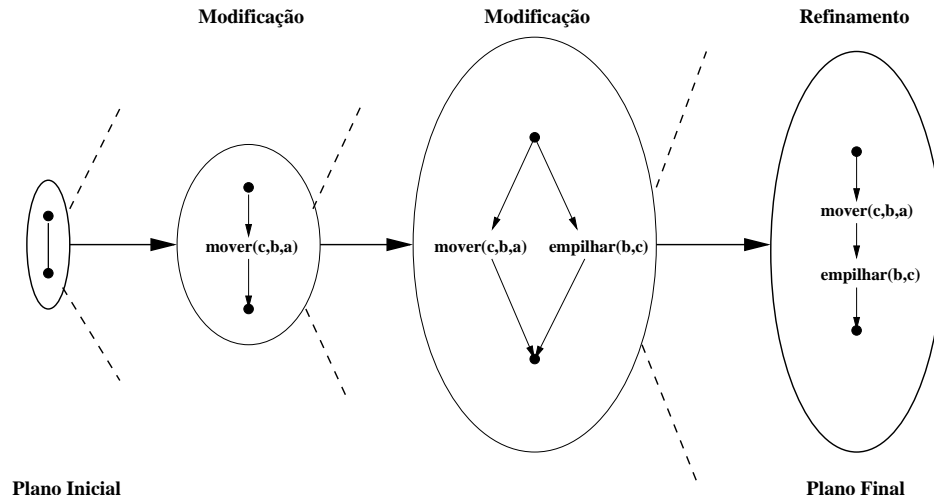 Modificação
Modificação
Refinamento
mover(c,b,a)
mover(c,b,a)
empilhar(b,c)
mover(c,b,a)
empilhar(b,c)
Plano Inicial
Plano Final